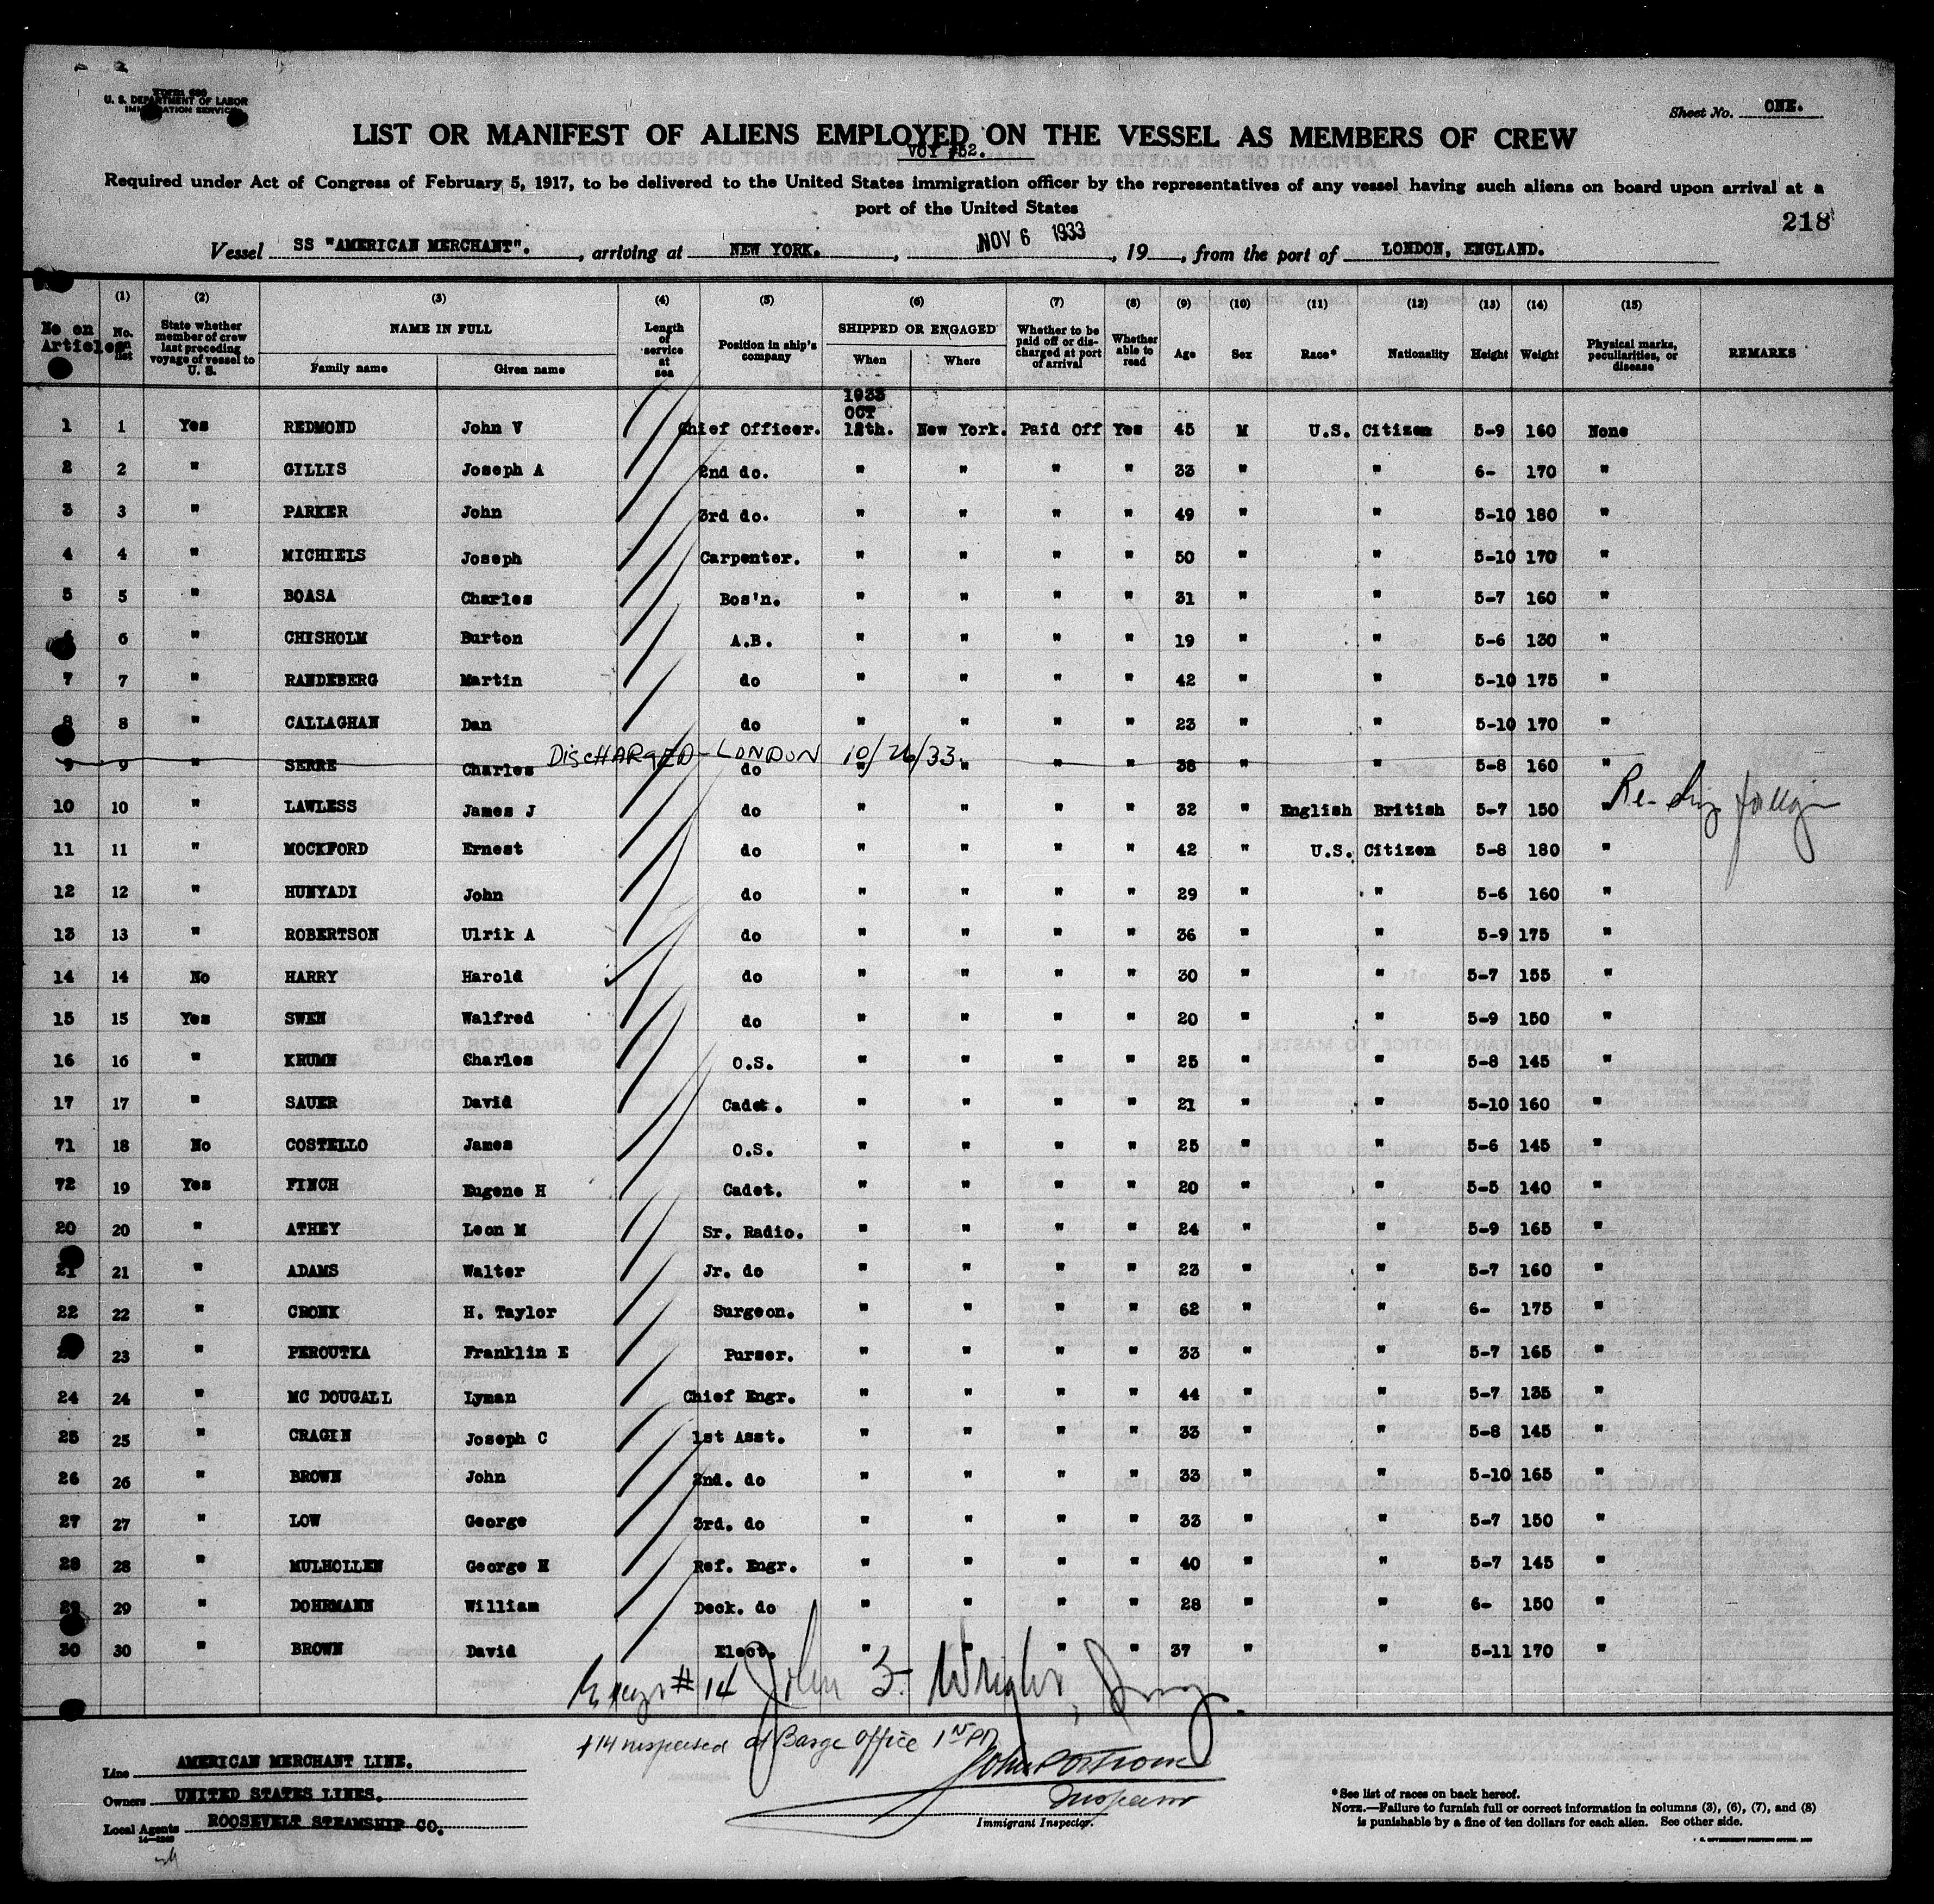 Form 680
U. S. DEPARTMENT OF LABOR
IMMIGRATION SERVICE
Sheet No. ONE.
LIST OR MANIFEST OF ALIENS EMPLOYED ON THE VESSEL AS MEMBERS OF CREW
VOY #52.
Required under Act of Congress of February 5, 1917, to be delivered to the United States immigration officer by the representatives of any vessel having such aliens on board upon arrival at a
port of the United States
218
Vessel SS "AMERICAN MERCHANT". , arriving at NEW YORK. , NOV 6 1933 , 19 , from the port of LONDON, ENGLAND.
(1) (2) (3) (4) (5) (6) (7) (8) (9) (10) (11) (12) (13) (14) (15)
No on Articles No. on list State whether member of crew last preceding voyage of vessel to U. S. NAME IN FULL Family name Given name Length of service at sea Position in ship's company SHIPPED OR ENGAGED When Where Whether to be paid off or discharged at port of arrival Whether able to read Age Sex Race* Nationality Height Weight Physical marks, peculiarities, or disease REMARKS
1933
OCT
1 1 Yes REDMOND John V Chief Officer. 12th. New York. Paid Off Yes 45 M U.S. Citizen 5-9 160 None
2 2 " GILLIS Joseph A 2nd do. " " " " 33 " " 6- 170 "
3 3 " PARKER John 3rd do. " " " " 49 " " 5-10 180 "
4 4 " MICHIELS Joseph Carpenter. " " " " 50 " " 5-10 170 "
5 5 " BOASA Charles Bos'n. " " " " 31 " " 5-7 160 "
6 " CHISHOLM Burton A.B. " " " " 19 " " 5-6 130 "
7 7 " RANDEBERG Martin do " " " " 42 " " 5-10 175 "
8 8 " CALLAGHAN Dan do " " " " 23 " " 5-10 170 "
DISCHARGED - LONDON 10/26/33.
9 9 " SERRE Charles do " " " " 38 " " 5-8 160 "
10 10 " LAWLESS James J do " " " " 32 " English British 5-7 150 " Re-
11 11 " MOCKFORD Ernest do " " " " 42 " U.S. Citizen 5-8 180 "
12 12 " HUNYADI John do " " " " 29 " " 5-6 160 "
13 13 " ROBERTSON Ulrik A do " " " " 36 " " 5-9 175 "
14 14 No HARRY Harold do " " " " 30 " " 5-7 155 "
15 15 Yes SWEN Walfred do " " " " 20 " " 5-9 150 "
16 16 " KRUMN Charles O.S. " " " " 25 " " 5-8 145 "
17 17 " SAUER David Cadet. " " " " 21 " " 5-10 160 "
71 18 No COSTELLO James O.S. " " " " 25 " " 5-6 145 "
72 19 Yes FINCH Eugene H Cadet. " " " " 20 " " 5-5 140 "
20 20 " ATHEY Leon M Sr. Radio. " " " " 24 " " 5-9 165 "
21 21 " ADAMS Walter Jr. do " " " " 23 " " 5-7 160 "
22 22 " CRONK H. Taylor Surgeon. " " " " 62 " " 6- 175 "
23 " PEROUTKA Franklin E Purser. " " " " 33 " " 5-7 165 "
24 24 " MC DOUGALL Lyman Chief Engr. " " " " 44 " " 5-7 135 "
25 25 " CRAGIN Joseph C 1st Asst. " " " " 33 " " 5-8 145 "
26 26 " BROWN John 2nd. do " " " " 33 " " 5-10 165 "
27 27 " LOW George 3rd. do " " " " 33 " " 5-7 150 "
28 28 " MULHOLLEN George H Ref. Engr. " " " " 40 " " 5-7 145 "
29 29 " DOHRMANN William Deck. do " " " " 28 " " 6- 150 "
30 30 " BROWN David Elect. " " " " 37 " " 5-11 170 "
#14 John Wright,
#14 inspected at Barge Office
Inspector
Immigrant Inspector.
Line AMERICAN MERCHANT LINE.
Owners UNITED STATES LINES.
Local Agents ROOSEVELT STEAMSHIP CO.
*See list of races on back hereof.
NOTE.—Failure to furnish full or correct information in columns (3), (6), (7), and (8)
is punishable by a fine of ten dollars for each alien. See other side.